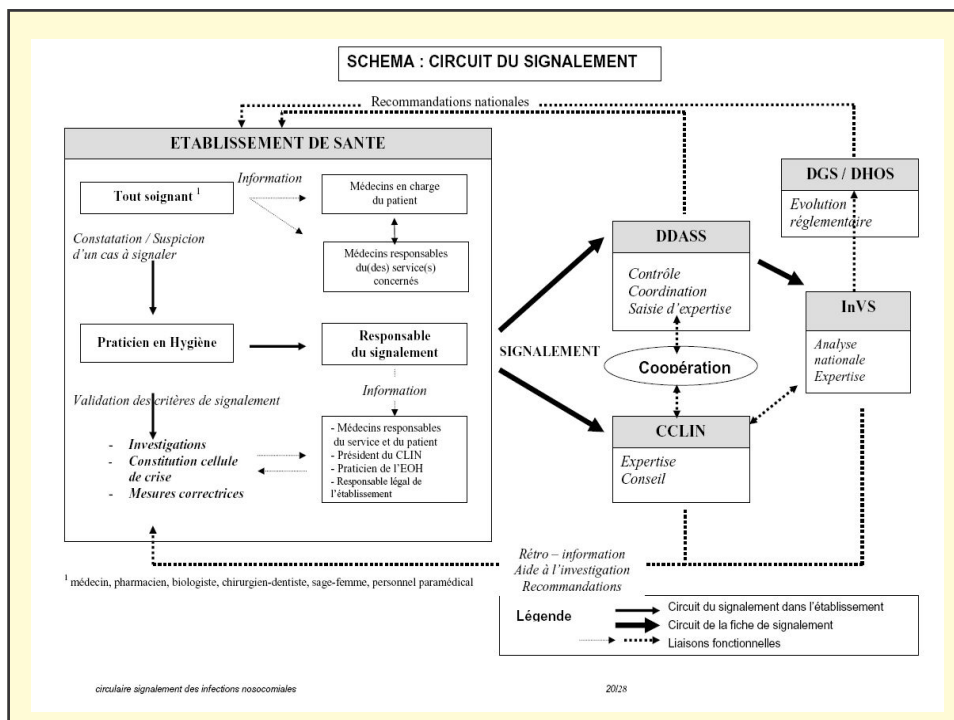 SCHEMA : CIRCUIT DU SIGNALEMENT
Recommandations nationales
ETABLISSEMENT DE SANTE
Tout soignant 1
Information
Médecins en charge
du patient
Constatation / Suspicion
d'un cas à signaler
Médecins responsables
du(des) service(s)
concernés
Praticien en Hygiène
Responsable
du signalement
Validation des critères de signalement
Information
- Investigations
- Constitution cellule
de crise
- Mesures correctrices
- Médecins responsables
du service et du patient
- Président du CLIN
- Praticien de l'EOH
- Responsable légal de
l'établissement
SIGNALEMENT
DDASS
Contrôle
Coordination
Saisie d'expertise
Coopération
CCLIN
Expertise
Conseil
DGS / DHOS
Evolution
réglementaire
InVS
Analyse
nationale
Expertise
Rétro – information
Aide à l'investigation
Recommandations
1 médecin, pharmacien, biologiste, chirurgien-dentiste, sage-femme, personnel paramédical
Légende
Circuit du signalement dans l'établissement
Circuit de la fiche de signalement
Liaisons fonctionnelles
circulaire signalement des infections nosocomiales
20/28